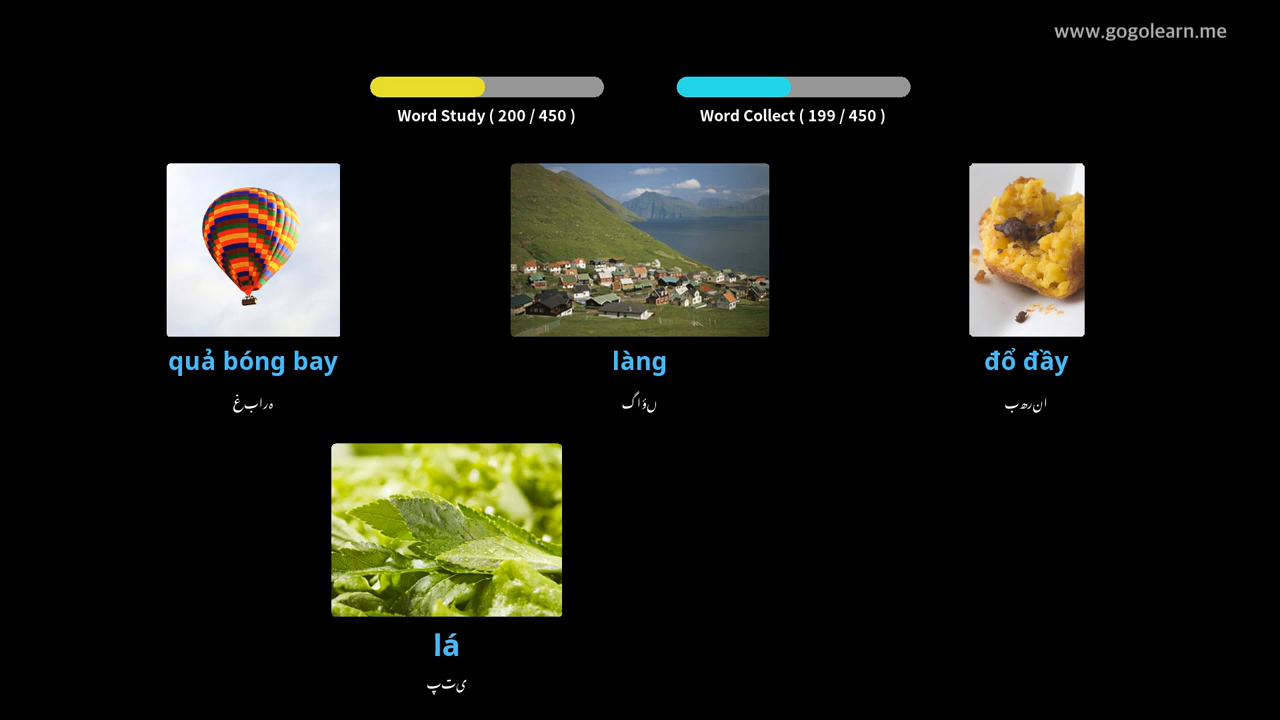 www.gogolearn.me
Word Study ( 200 / 450 )
Word Collect ( 199 / 450 )
quả bóng bay
làng
đổ đầy
غبارہ
گاؤں
بھرنا
lá
پتی